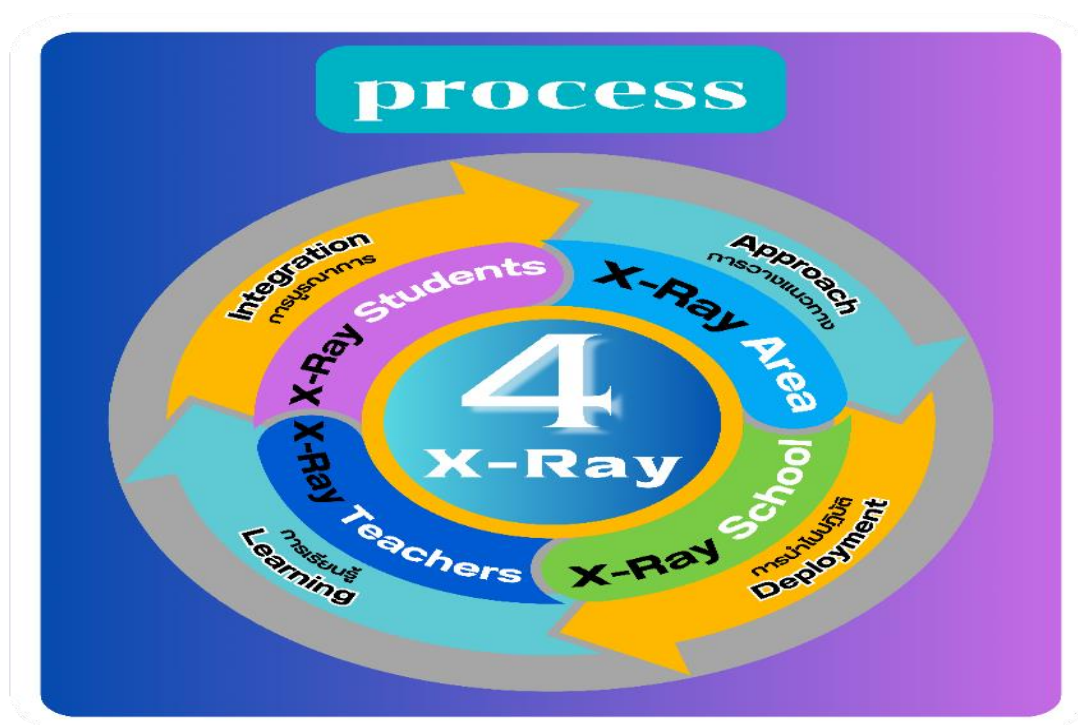 process
Approach
การวางแนวทาง
X-Ray Area
Deployment
การนำไปปฏิบัติ
X-Ray School
Learning
การเรียนรู้
X-Ray Teachers
Integration
การบูรณาการ
X-Ray Students
4
X-Ray